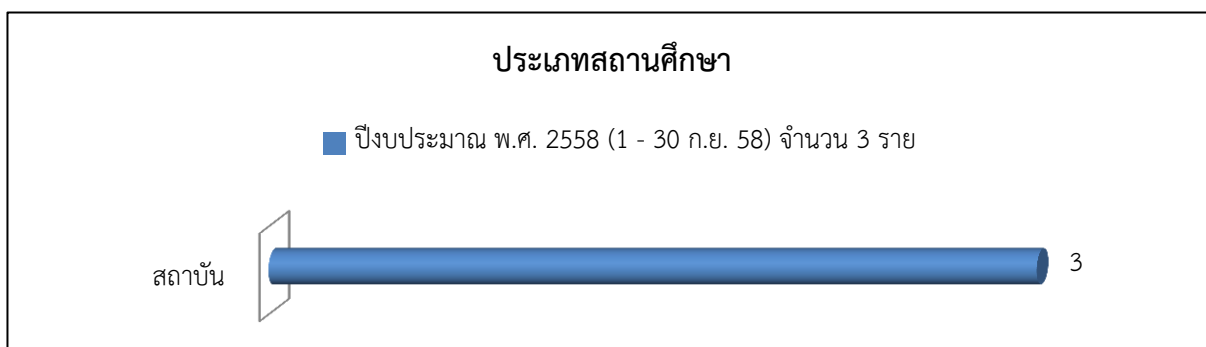 ประเภทสถานศึกษา
ปีงบประมาณ พ.ศ. 2558 (1 - 30 ก.ย. 58) จำนวน 3 ราย
สถาบัน
3